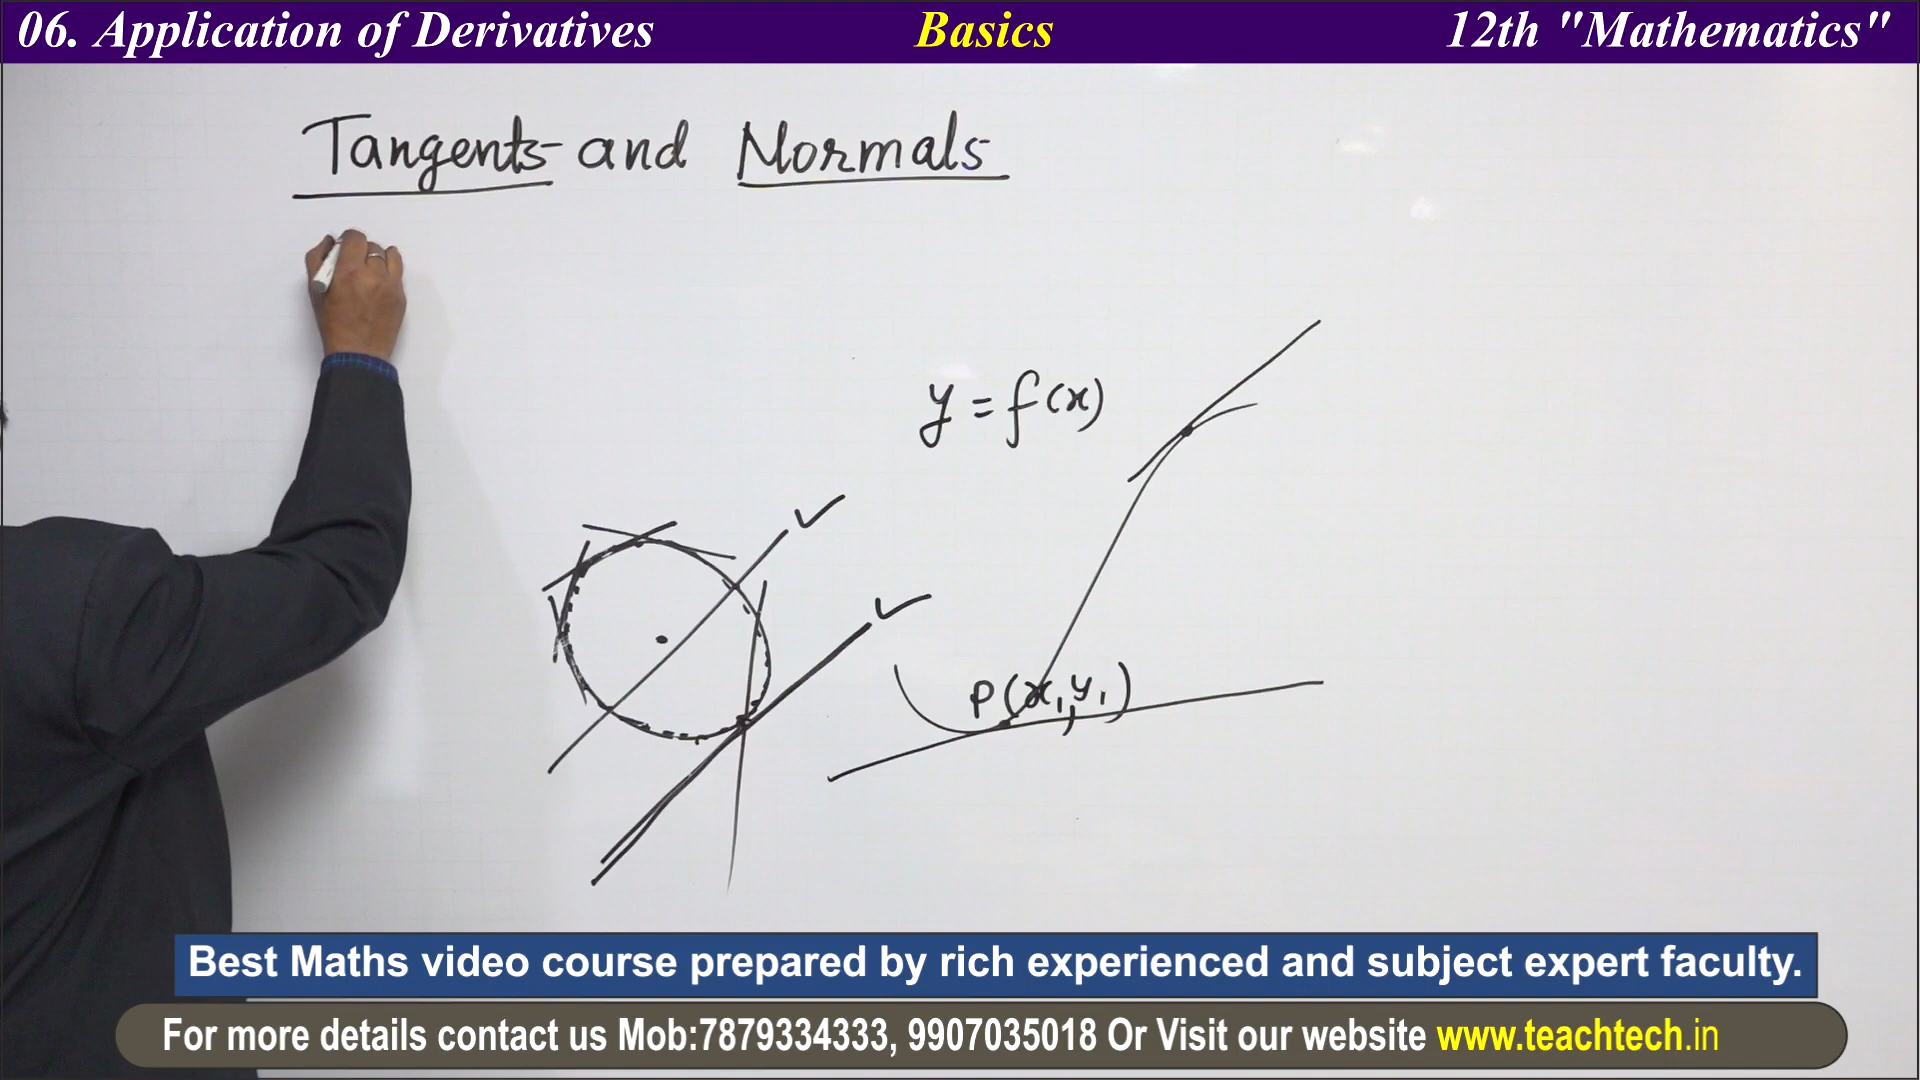 06. Application of Derivatives Basics 12th "Mathematics"
Tangents and Normals
y = f(x)
P(x₁, y₁)
Best Maths video course prepared by rich experienced and subject expert faculty.
For more details contact us Mob:7879334333, 9907035018 Or Visit our website www.teachtech.in